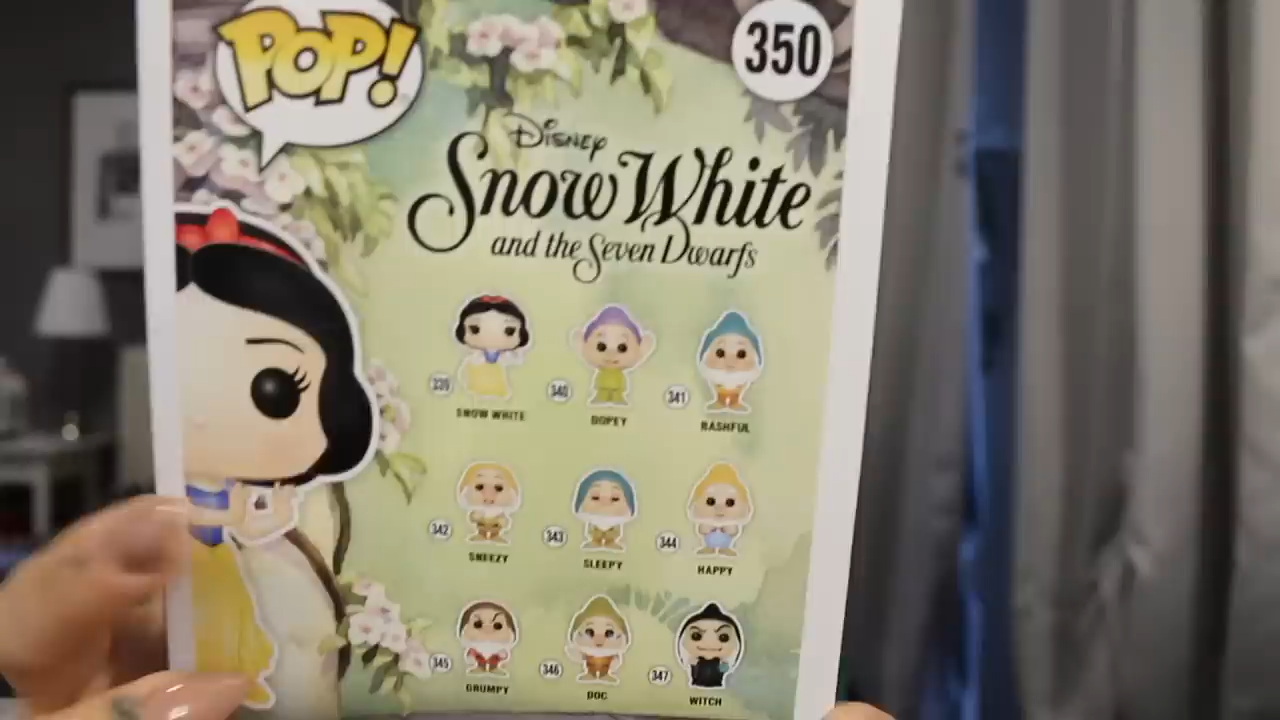 POP!
350
Disney
Snow White
and the Seven Dwarfs
339
SNOW WHITE
340
DOPEY
341
BASHFUL
342
SNEEZY
343
SLEEPY
344
HAPPY
345
GRUMPY
346
DOC
347
WITCH